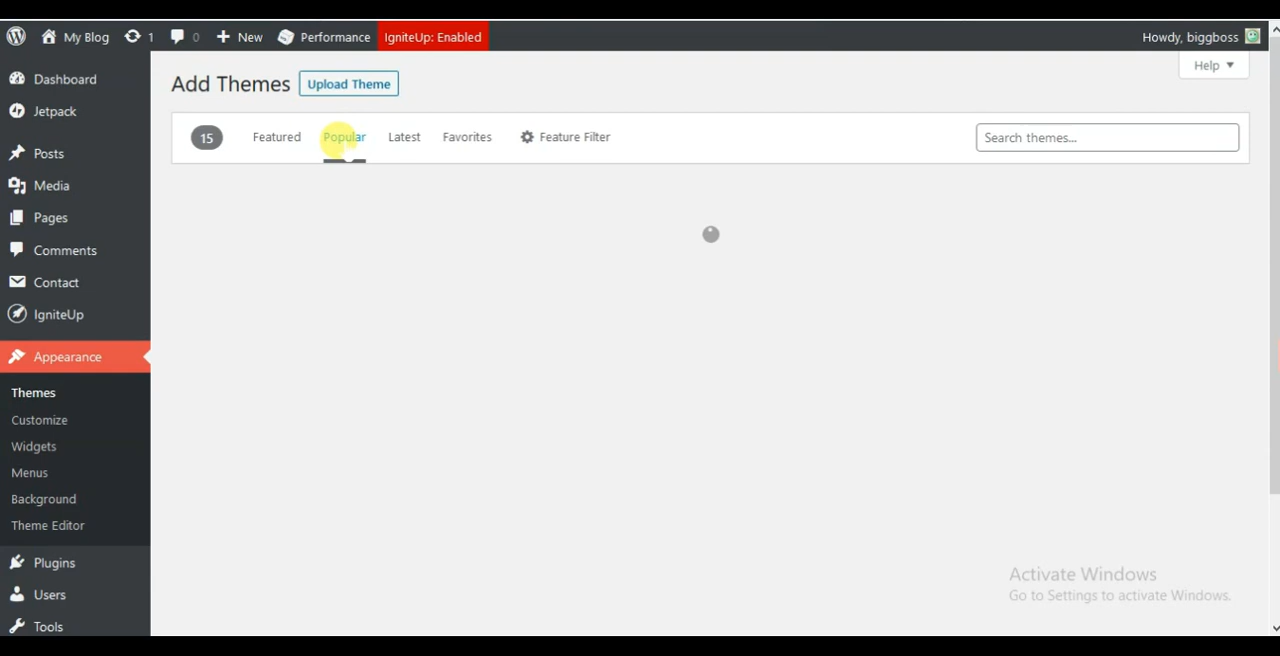 My Blog 1 0 New Performance IgniteUp: Enabled Howdy, biggboss
Help
Add Themes Upload Theme
15 Featured Popular Latest Favorites Feature Filter Search themes...
Dashboard
Jetpack
Posts
Media
Pages
Comments
Contact
IgniteUp
Appearance
Themes
Customize
Widgets
Menus
Background
Theme Editor
Plugins
Users
Tools
Activate Windows
Go to Settings to activate Windows.